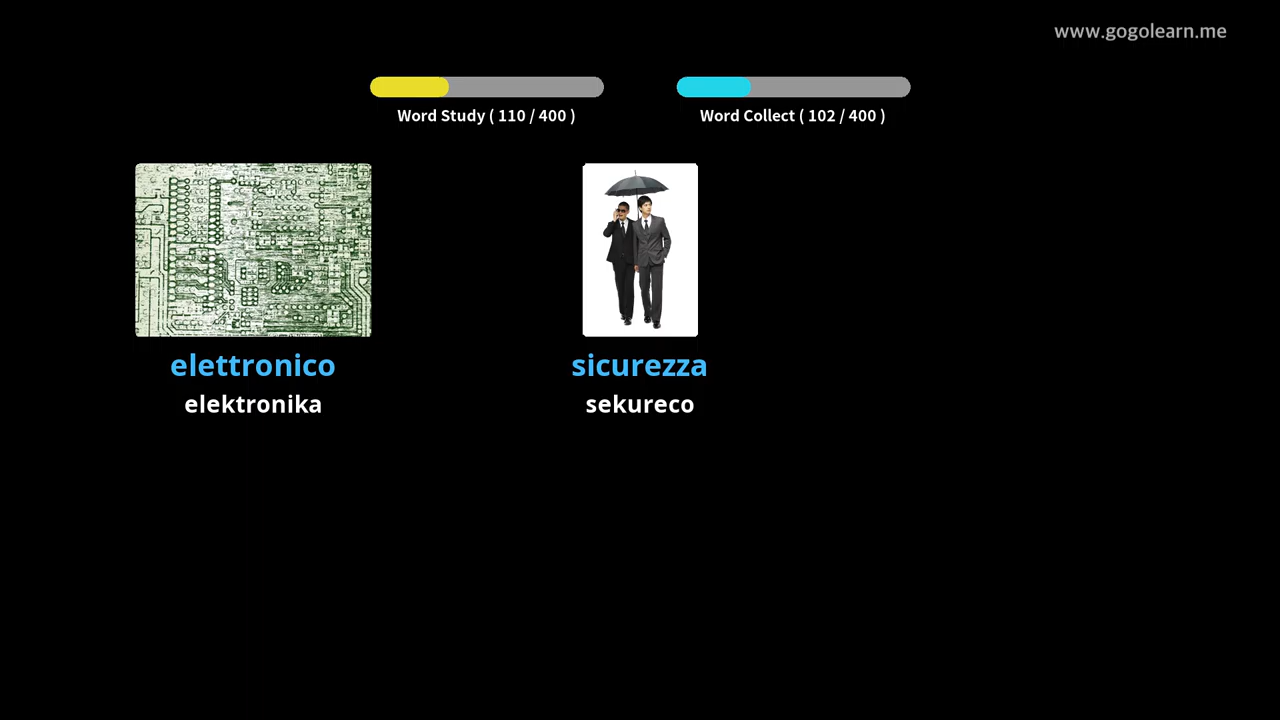 www.gogolearn.me
Word Study ( 110 / 400 )
Word Collect ( 102 / 400 )
elettronico
sicurezza
elektronika
sekureco